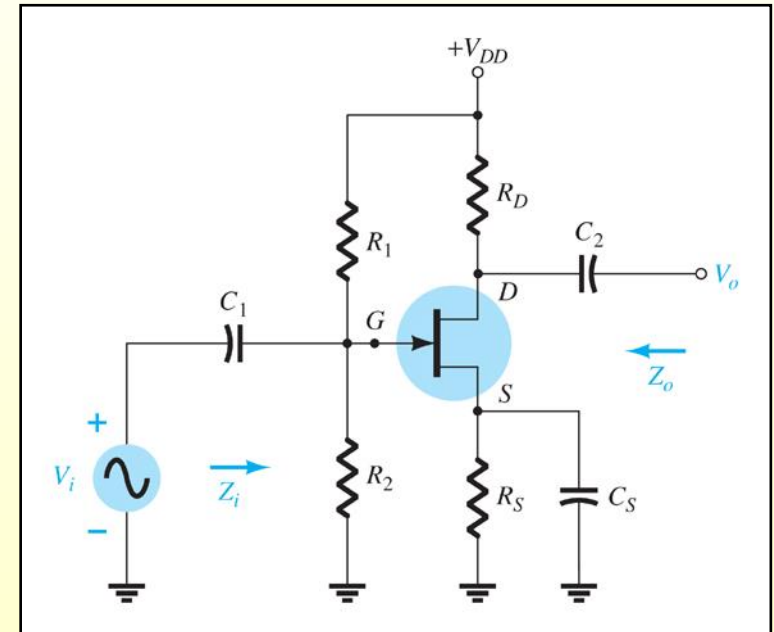 +V_DD
R_D
R_1
C_2
V_o
D
C_1
G
Z_o
S
+
V_i
Z_i
R_2
R_S
C_S
–